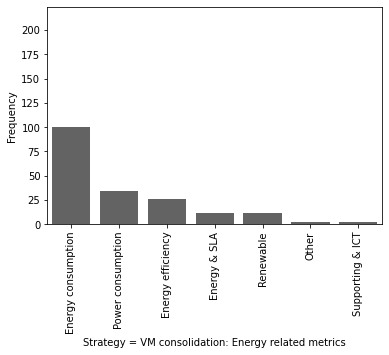 200
175
150
125
100
75
50
25
0
Frequency
Energy consumption
Power consumption
Energy efficiency
Energy & SLA
Renewable
Other
Supporting & ICT
Strategy = VM consolidation: Energy related metrics